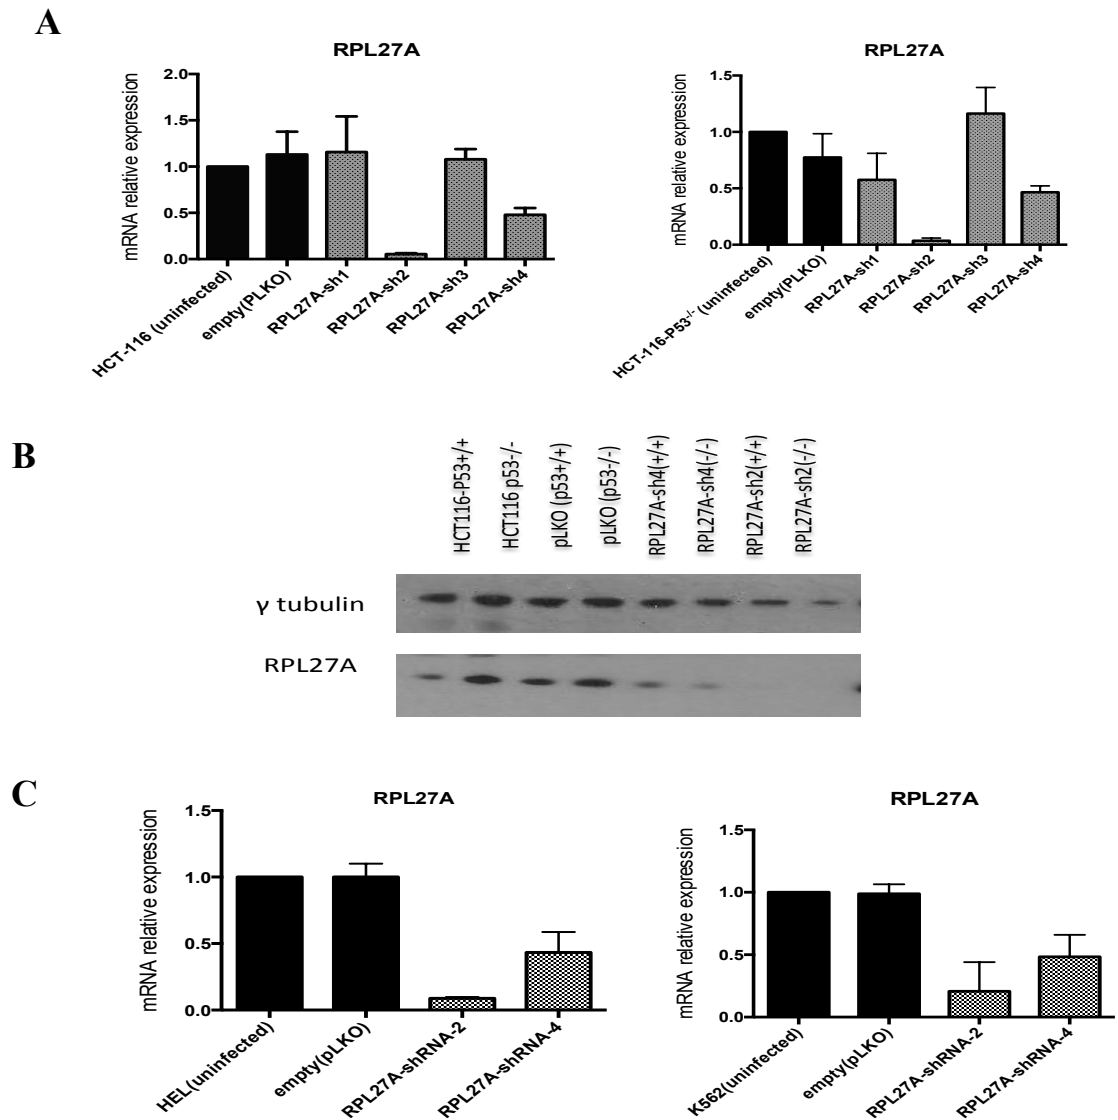 A
RPL27A
mRNA relative expression
2.0
1.5
1.0
0.5
0.0
HCT-116 (uninfected)
empty(PLKO)
RPL27A-sh1
RPL27A-sh2
RPL27A-sh3
RPL27A-sh4
RPL27A
mRNA relative expression
1.5
1.0
0.5
0.0
HCT-116-P53-/- (uninfected)
empty(PLKO)
RPL27A-sh1
RPL27A-sh2
RPL27A-sh3
RPL27A-sh4
B
HCT116-P53+/+
HCT116 p53-/-
pLKO (p53+/+)
pLKO (p53-/-)
RPL27A-sh4(+/+)
RPL27A-sh4(-/-)
RPL27A-sh2(+/+)
RPL27A-sh2(-/-)
γ tubulin
RPL27A
C
RPL27A
mRNA relative expression
1.5
1.0
0.5
0.0
HEL(uninfected)
empty(pLKO)
RPL27A-shRNA-2
RPL27A-shRNA-4
RPL27A
mRNA relative expression
1.5
1.0
0.5
0.0
K562(uninfected)
empty(pLKO)
RPL27A-shRNA-2
RPL27A-shRNA-4